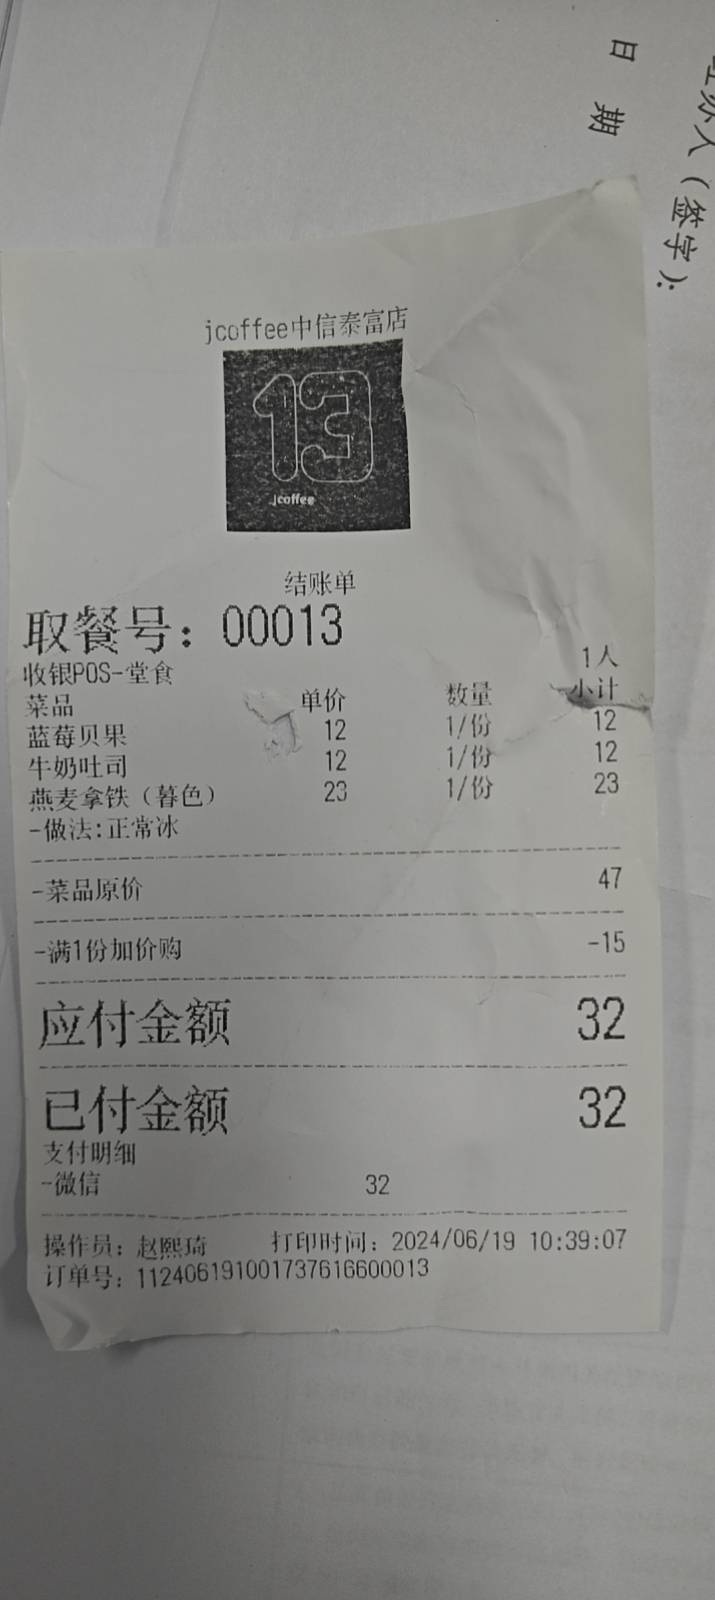 日期
经办人（签字）：
jcoffee中信泰富店
13
jcoffee
结账单
取餐号：00013
1人
收银POS-堂食
菜品 单价 数量 小计
蓝莓贝果 12 1/份 12
牛奶吐司 12 1/份 12
燕麦拿铁（暮色） 23 1/份 23
-做法:正常冰
-菜品原价 47
-满1份加价购 -15
应付金额 32
已付金额 32
支付明细
-微信 32
操作员：赵熙琦 打印时间：2024/06/19 10:39:07
订单号：112406191001737616600013